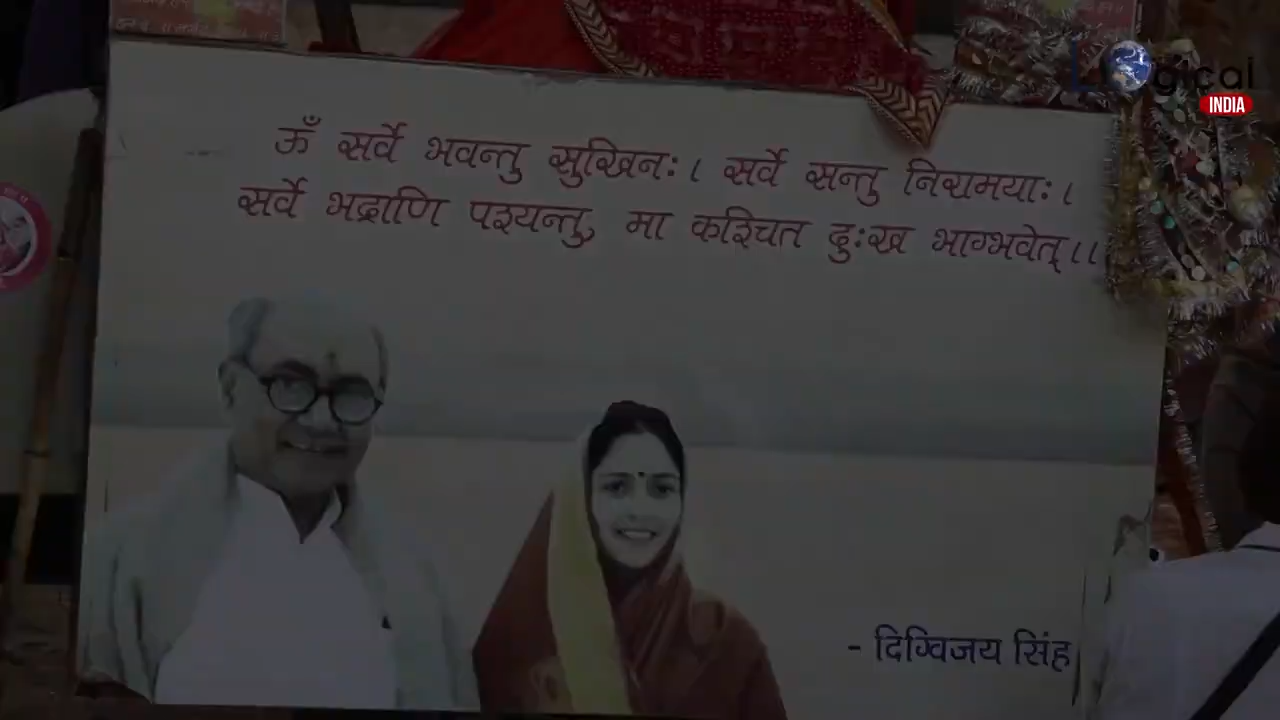 Logical
INDIA
ॐ सर्वे भवन्तु सुखिनः। सर्वे सन्तु निरामयाः।
सर्वे भद्राणि पश्यन्तु, मा कश्चित दुःख भाग्भवेत्।।
- दिग्विजय सिंह